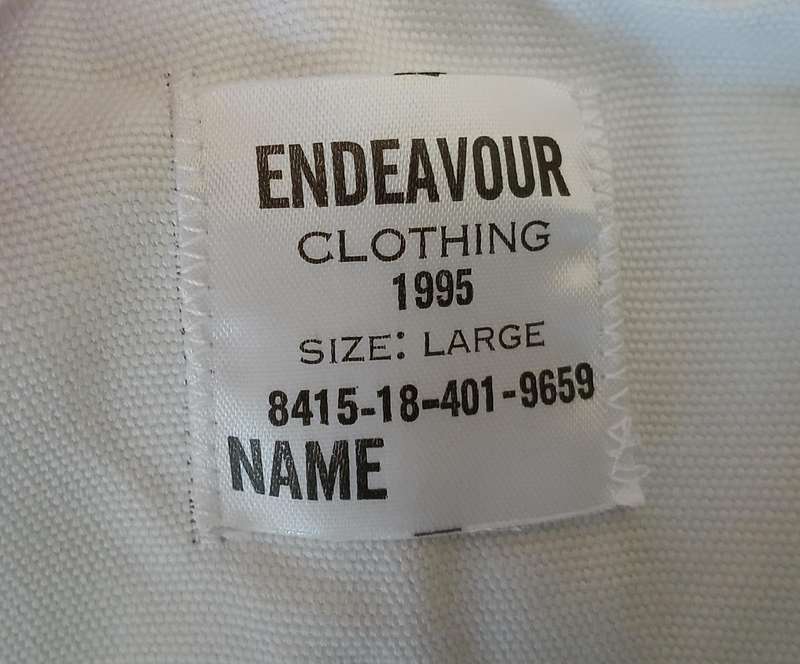 ENDEAVOUR
CLOTHING
1995
SIZE: LARGE
8415-18-401-9659
NAME